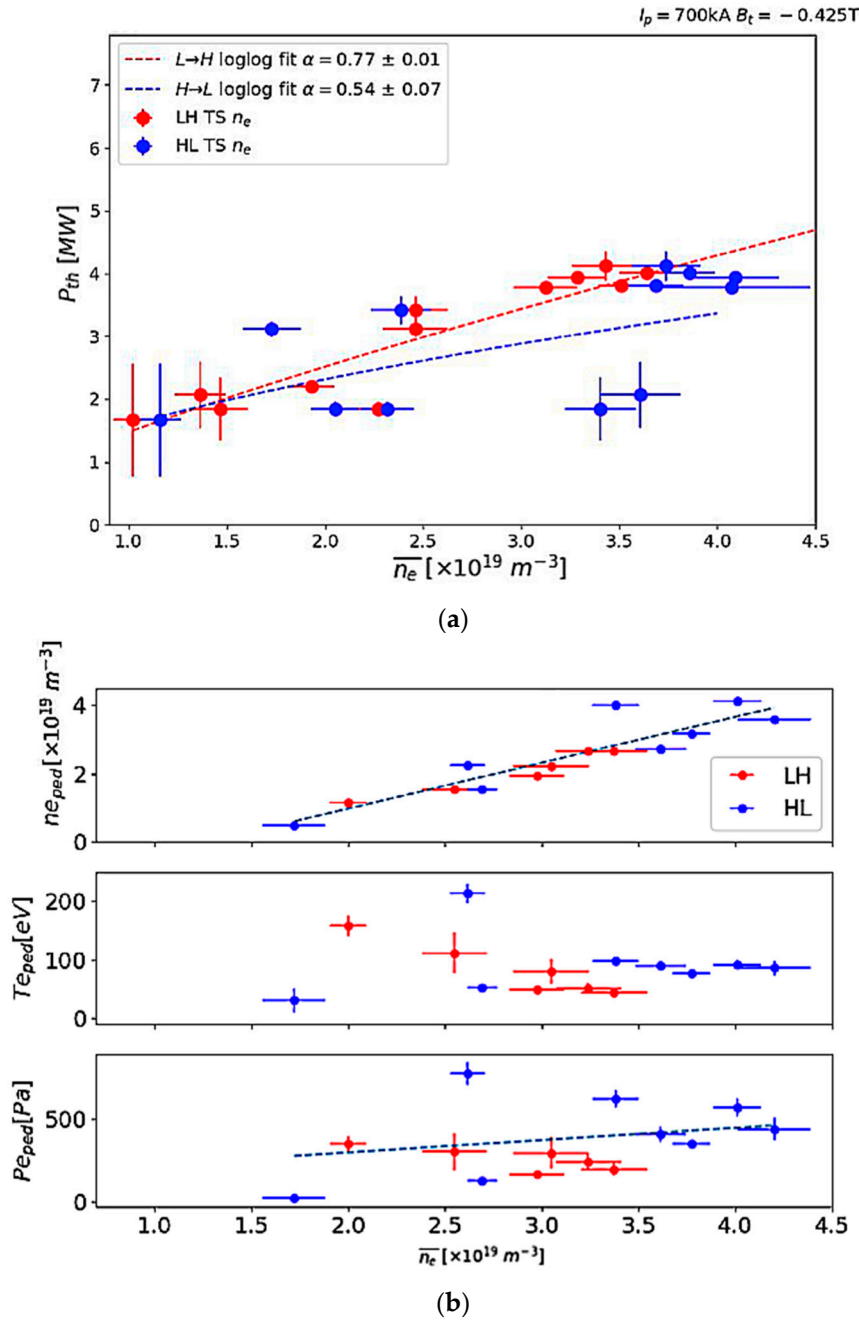 I_p = 700kA B_t = −0.425T
L→H loglog fit α = 0.77 ± 0.01
H→L loglog fit α = 0.54 ± 0.07
LH TS n_e
HL TS n_e
P_th [MW]
7
6
5
4
3
2
1
0
1.0 1.5 2.0 2.5 3.0 3.5 4.0 4.5
n_e [×10^19 m^−3]
(a)
ne_ped [×10^19 m^−3]
4
2
0
LH
HL
Te_ped[eV]
200
100
0
Pe_ped[Pa]
500
0
1.0 1.5 2.0 2.5 3.0 3.5 4.0 4.5
n_e [×10^19 m^−3]
(b)